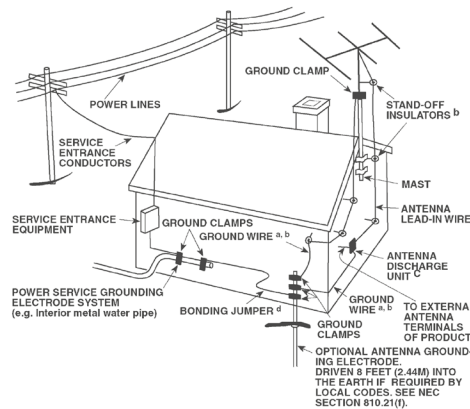 GROUND CLAMP
POWER LINES
STAND-OFF
INSULATORS b
SERVICE
ENTRANCE
CONDUCTORS
MAST
ANTENNA
LEAD-IN WIRE
SERVICE ENTRANCE
EQUIPMENT
GROUND CLAMPS
GROUND WIRE a, b
ANTENNA
DISCHARGE
UNIT C
POWER SERVICE GROUNDING
ELECTRODE SYSTEM
(e.g. Interior metal water pipe)
BONDING JUMPER d
GROUND
WIRE a, b
TO EXTERNA
ANTENNA
TERMINALS
OF PRODUCT
GROUND
CLAMPS
OPTIONAL ANTENNA GROUND-
ING ELECTRODE.
DRIVEN 8 FEET (2.44M) INTO
THE EARTH IF REQUIRED BY
LOCAL CODES. SEE NEC
SECTION 810.21(f).